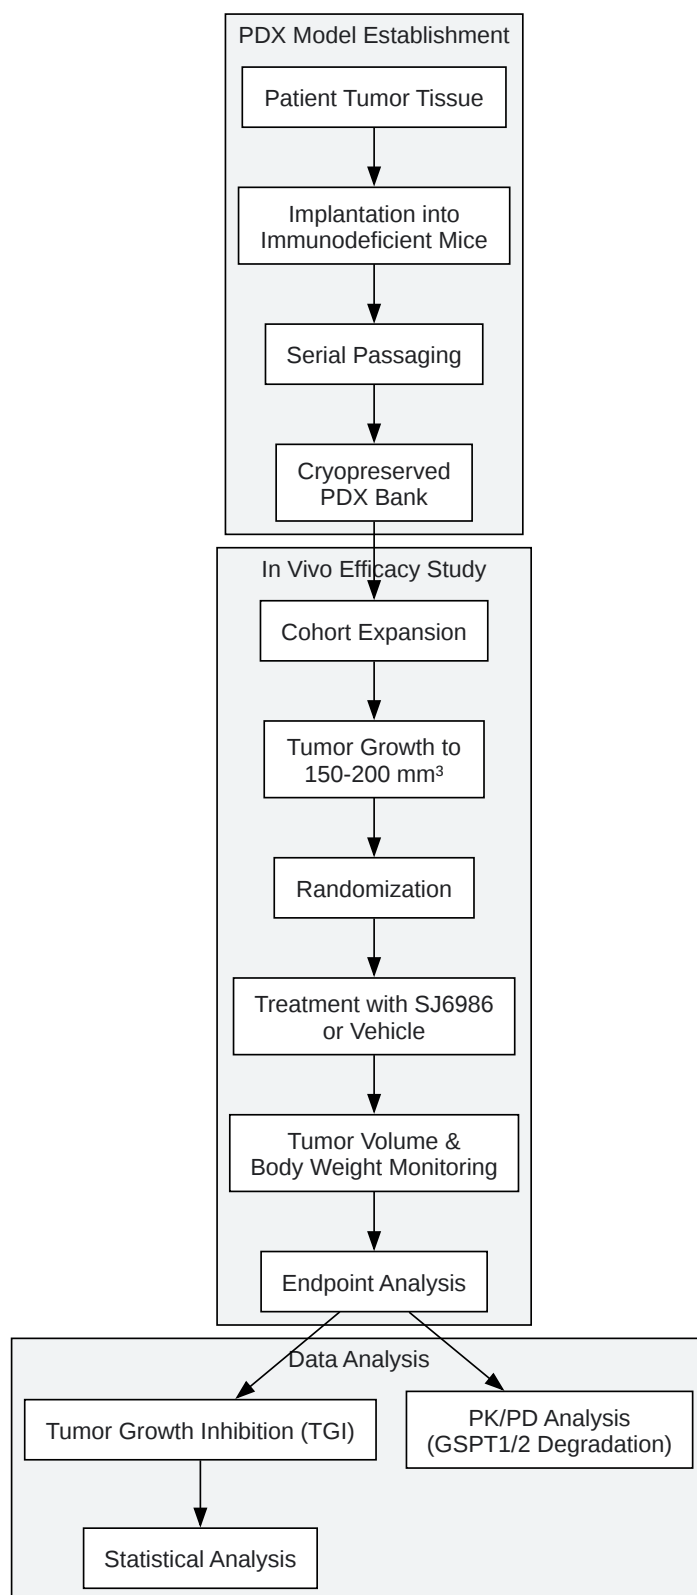 PDX Model Establishment
Patient Tumor Tissue
Implantation into
Immunodeficient Mice
Serial Passaging
Cryopreserved
PDX Bank
In Vivo Efficacy Study
Cohort Expansion
Tumor Growth to
150-200 mm³
Randomization
Treatment with SJ6986
or Vehicle
Tumor Volume &
Body Weight Monitoring
Endpoint Analysis
Data Analysis
Tumor Growth Inhibition (TGI)
PK/PD Analysis
(GSPT1/2 Degradation)
Statistical Analysis